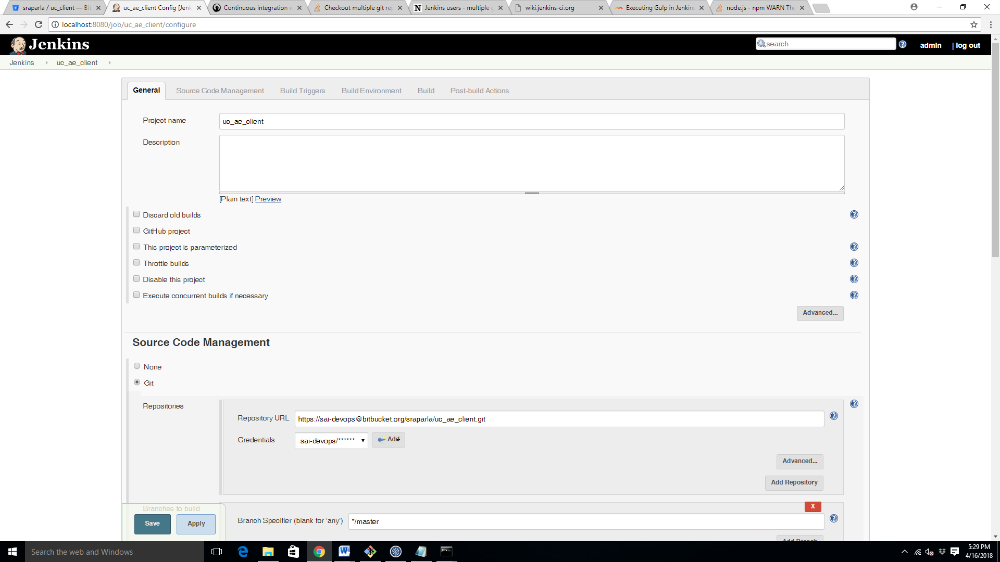 sraparla / uc_client — Bit
uc_ae_client Config [Jenk
Continuous integration w
Checkout multiple git rep
Jenkins users - multiple g
wiki.jenkins-ci.org
Executing Gulp in Jenkins
node.js - npm WARN The
localhost:8080/job/uc_ae_client/configure
Jenkins
search
admin
| log out
Jenkins
uc_ae_client
General
Source Code Management
Build Triggers
Build Environment
Build
Post-build Actions
Project name
uc_ae_client
Description
[Plain text] Preview
Discard old builds
GitHub project
This project is parameterized
Throttle builds
Disable this project
Execute concurrent builds if necessary
Advanced...
Source Code Management
None
Git
Repositories
Repository URL
https://sai-devops@bitbucket.org/sraparla/uc_ae_client.git
Credentials
sai-devops/******
Add
Advanced...
Add Repository
Branches to build
X
Branch Specifier (blank for 'any')
*/master
Add Branch
Save
Apply
Search the web and Windows
5:29 PM
4/16/2018